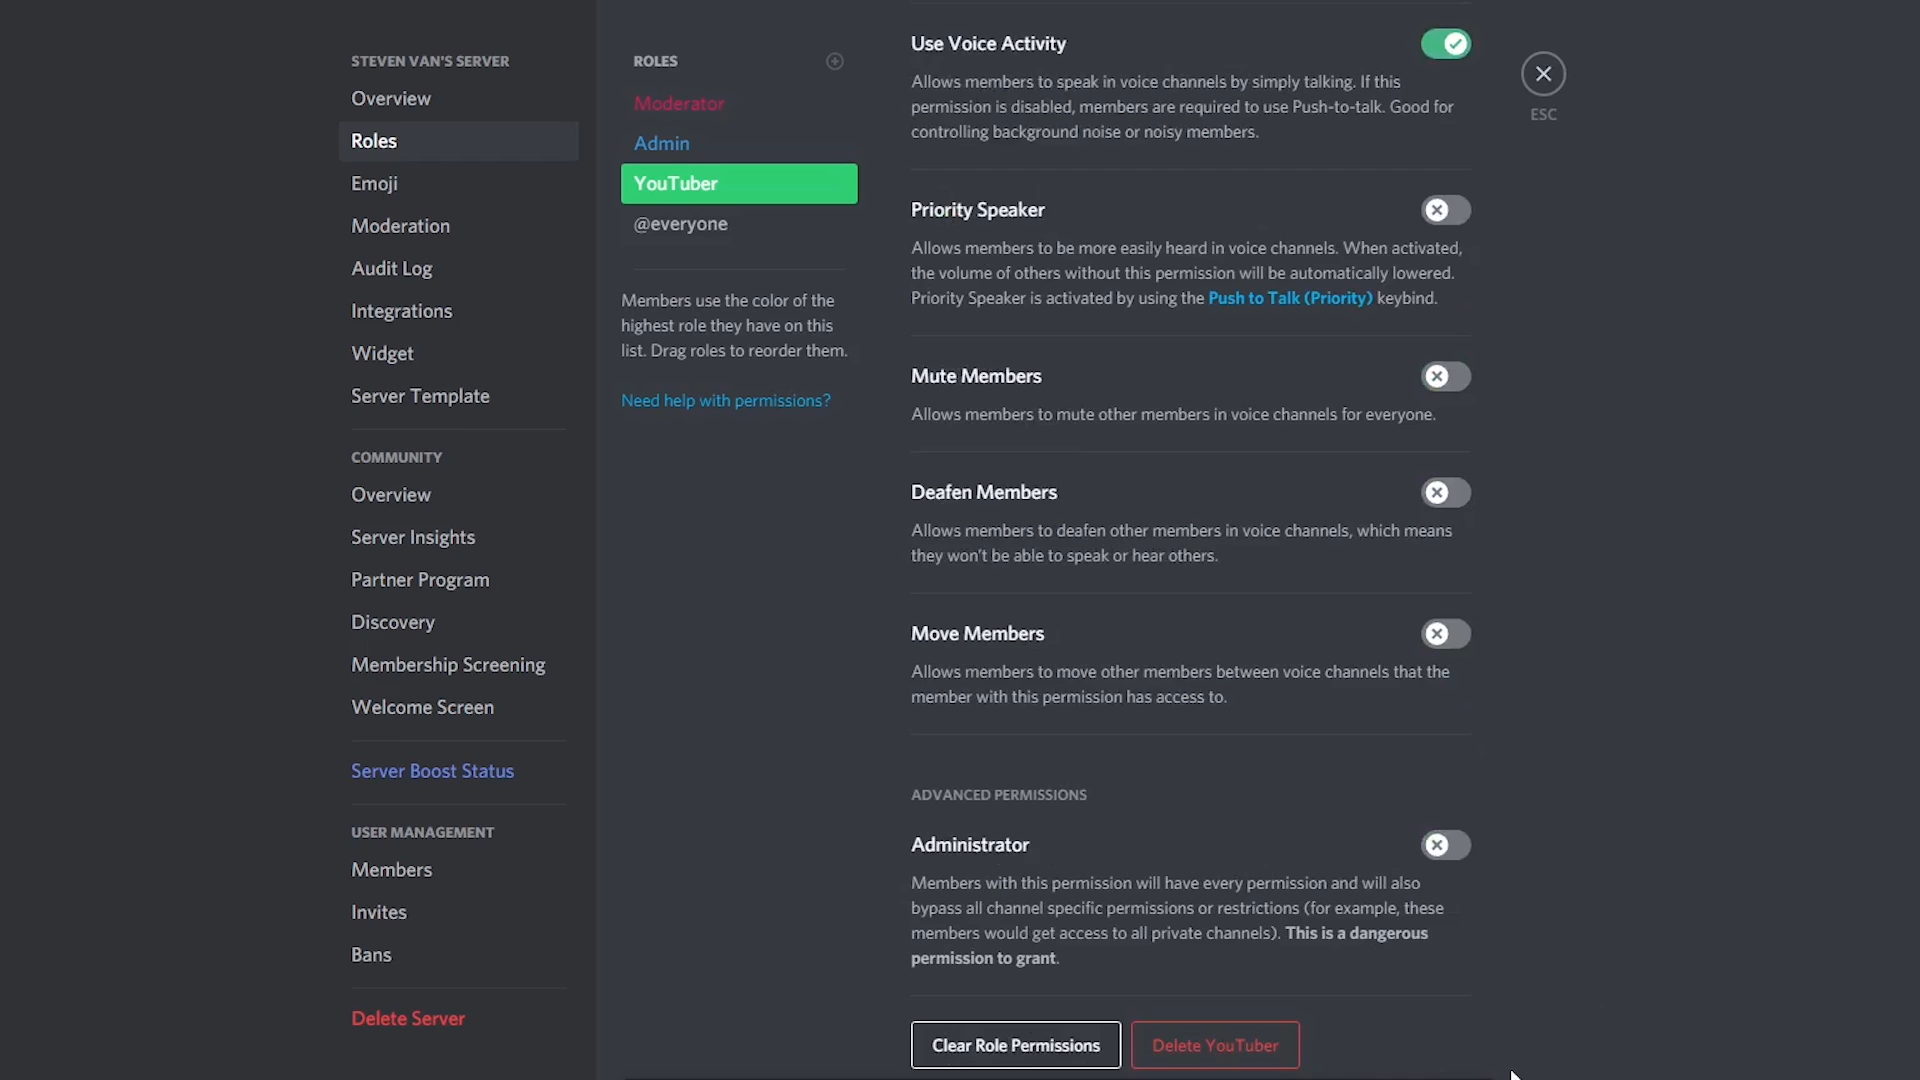 STEVEN VAN'S SERVER
Overview
Roles
Emoji
Moderation
Audit Log
Integrations
Widget
Server Template
COMMUNITY
Overview
Server Insights
Partner Program
Discovery
Membership Screening
Welcome Screen
Server Boost Status
USER MANAGEMENT
Members
Invites
Bans
Delete Server
ROLES
Moderator
Admin
YouTuber
@everyone
Members use the color of the
highest role they have on this
list. Drag roles to reorder them.
Need help with permissions?
Use Voice Activity
Allows members to speak in voice channels by simply talking. If this
permission is disabled, members are required to use Push-to-talk. Good for
controlling background noise or noisy members.
Priority Speaker
Allows members to be more easily heard in voice channels. When activated,
the volume of others without this permission will be automatically lowered.
Priority Speaker is activated by using the Push to Talk (Priority) keybind.
Mute Members
Allows members to mute other members in voice channels for everyone.
Deafen Members
Allows members to deafen other members in voice channels, which means
they won't be able to speak or hear others.
Move Members
Allows members to move other members between voice channels that the
member with this permission has access to.
ADVANCED PERMISSIONS
Administrator
Members with this permission will have every permission and will also
bypass all channel specific permissions or restrictions (for example, these
members would get access to all private channels). This is a dangerous
permission to grant.
Clear Role Permissions
Delete YouTuber
ESC